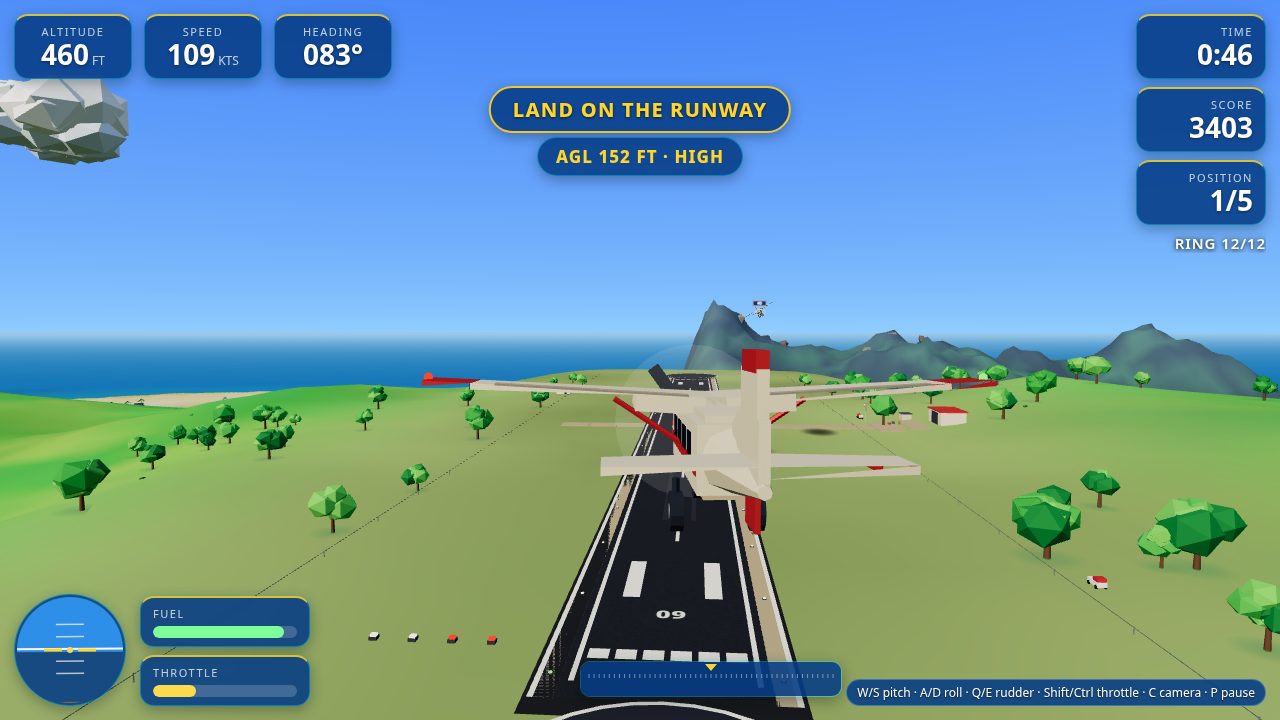 ALTITUDE
460 FT
SPEED
109 KTS
HEADING
083°
TIME
0:46
SCORE
3403
POSITION
1/5
RING 12/12
LAND ON THE RUNWAY
AGL 152 FT · HIGH
09
FUEL
THROTTLE
W/S pitch · A/D roll · Q/E rudder · Shift/Ctrl throttle · C camera · P pause